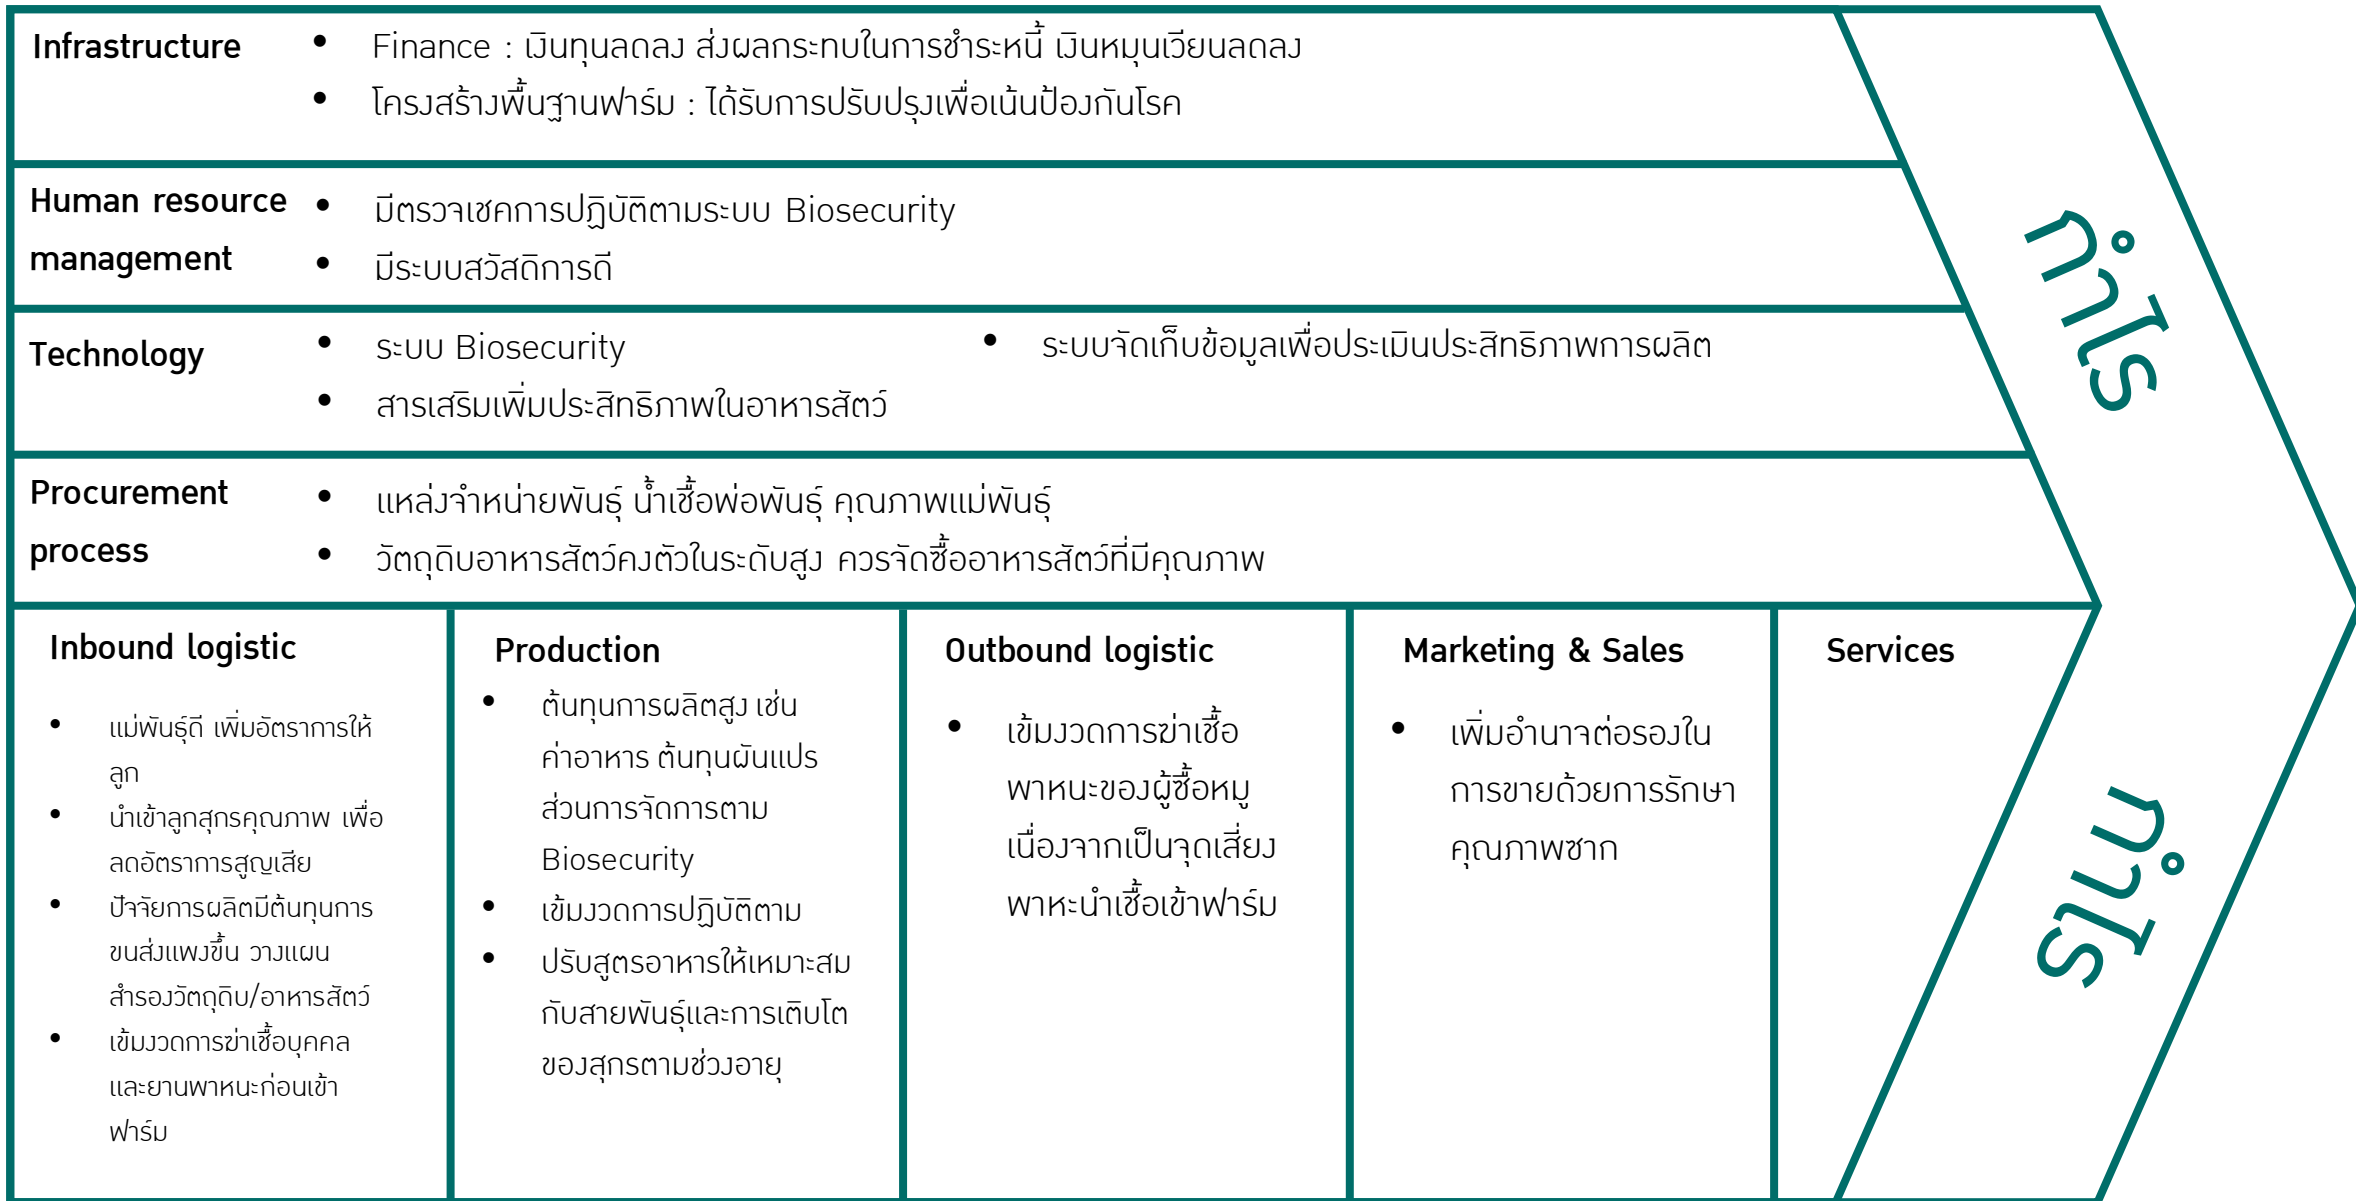 Infrastructure
• Finance : เงินทุนลดลง ส่งผลกระทบในการชำระหนี้ เงินหมุนเวียนลดลง
• โครงสร้างพื้นฐานฟาร์ม : ได้รับการปรับปรุงเพื่อเน้นป้องกันโรค
Human resource
management
• มีตรวจเชคการปฏิบัติตามระบบ Biosecurity
• มีระบบสวัสดิการดี
Technology
• ระบบ Biosecurity
• สารเสริมเพิ่มประสิทธิภาพในอาหารสัตว์
• ระบบจัดเก็บข้อมูลเพื่อประเมินประสิทธิภาพการผลิต
Procurement
process
• แหล่งจำหน่ายพันธุ์ น้ำเชื้อพ่อพันธุ์ คุณภาพแม่พันธุ์
• วัตถุดิบอาหารสัตว์คงตัวในระดับสูง ควรจัดซื้ออาหารสัตว์ที่มีคุณภาพ
Inbound logistic
• แม่พันธุ์ดี เพิ่มอัตราการให้
ลูก
• นำเข้าลูกสุกรคุณภาพ เพื่อ
ลดอัตราการสูญเสีย
• ปัจจัยการผลิตมีต้นทุนการ
ขนส่งแพงขึ้น วางแผน
สำรองวัตถุดิบ/อาหารสัตว์
• เข้มงวดการฆ่าเชื้อบุคคล
และยานพาหนะก่อนเข้า
ฟาร์ม
Production
• ต้นทุนการผลิตสูง เช่น
ค่าอาหาร ต้นทุนผันแปร
ส่วนการจัดการตาม
Biosecurity
• เข้มงวดการปฏิบัติตาม
• ปรับสูตรอาหารให้เหมาะสม
กับสายพันธุ์และการเติบโต
ของสุกรตามช่วงอายุ
Outbound logistic
• เข้มงวดการฆ่าเชื้อ
พาหนะของผู้ซื้อหมู
เนื่องจากเป็นจุดเสี่ยง
พาหะนำเชื้อเข้าฟาร์ม
Marketing & Sales
• เพิ่มอำนาจต่อรองใน
การขายด้วยการรักษา
คุณภาพซาก
Services
กำไร
กำไร